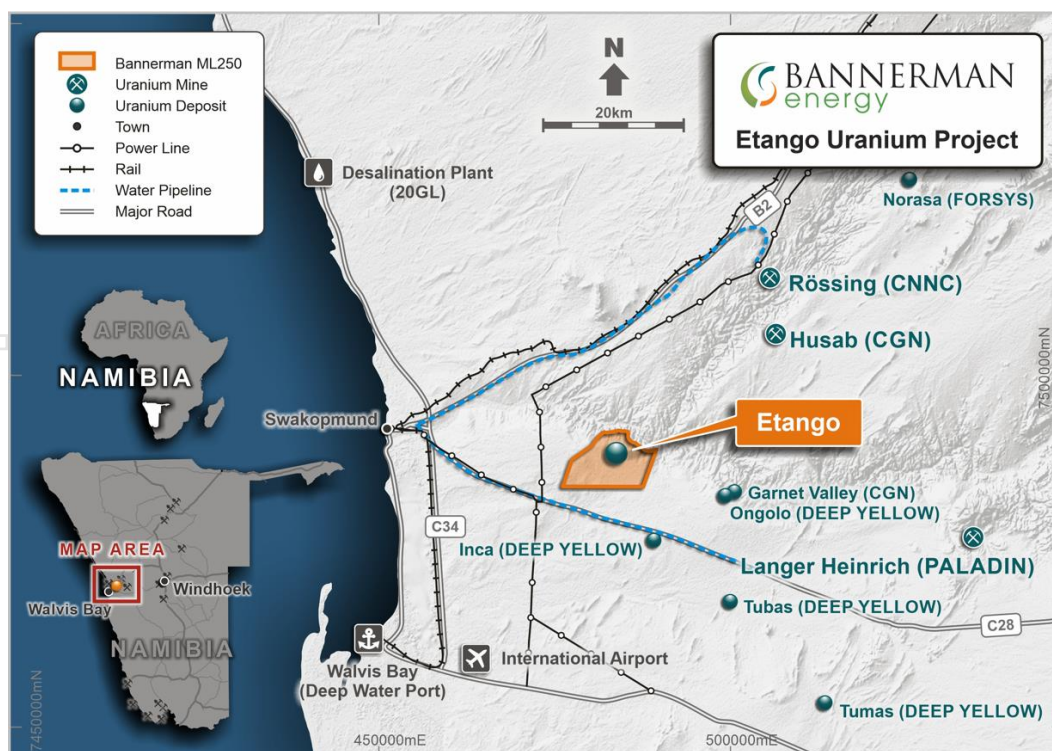 Bannerman ML250
Uranium Mine
Uranium Deposit
Town
Power Line
Rail
Water Pipeline
Major Road
N
20km
BANNERMAN
energy
Etango Uranium Project
Desalination Plant
(20GL)
B2
Norasa (FORSYS)
Rössing (CNNC)
Husab (CGN)
7500000mN
AFRICA
NAMIBIA
Swakopmund
Etango
Garnet Valley (CGN)
Ongolo (DEEP YELLOW)
C34
Inca (DEEP YELLOW)
Langer Heinrich (PALADIN)
MAP AREA
Windhoek
Walvis Bay
Tubas (DEEP YELLOW)
C28
NAMIBIA
Walvis Bay
(Deep Water Port)
International Airport
Tumas (DEEP YELLOW)
7450000mN
450000mE
500000mE